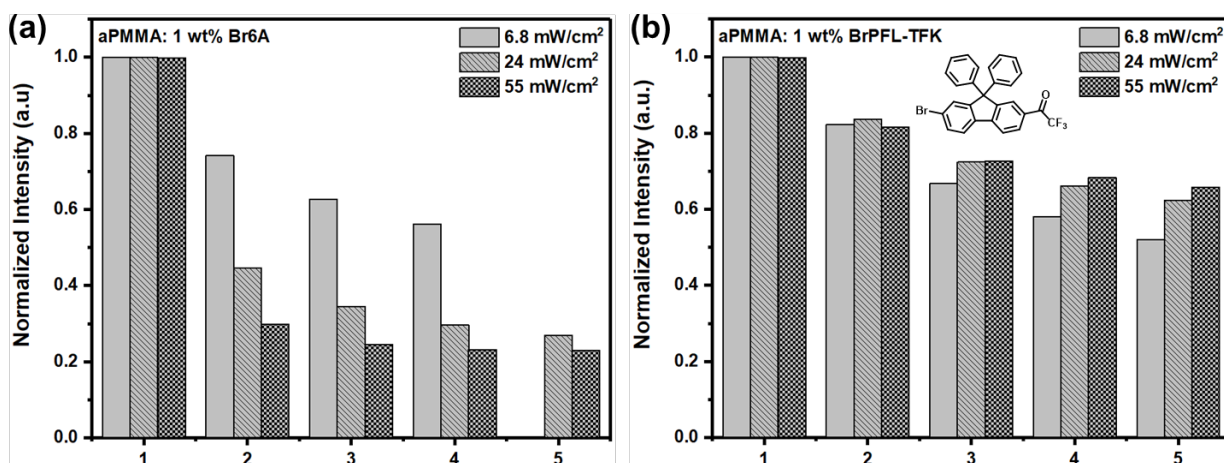 (a)
aPMMA: 1 wt% Br6A
6.8 mW/cm²
24 mW/cm²
55 mW/cm²
Normalized Intensity (a.u)
1.0
0.8
0.6
0.4
0.2
0.0
1 2 3 4 5
(b)
aPMMA: 1 wt% BrPFL-TFK
6.8 mW/cm²
24 mW/cm²
55 mW/cm²
Br
O
CF₃
Normalized Intensity (a.u.)
1.0
0.8
0.6
0.4
0.2
0.0
1 2 3 4 5